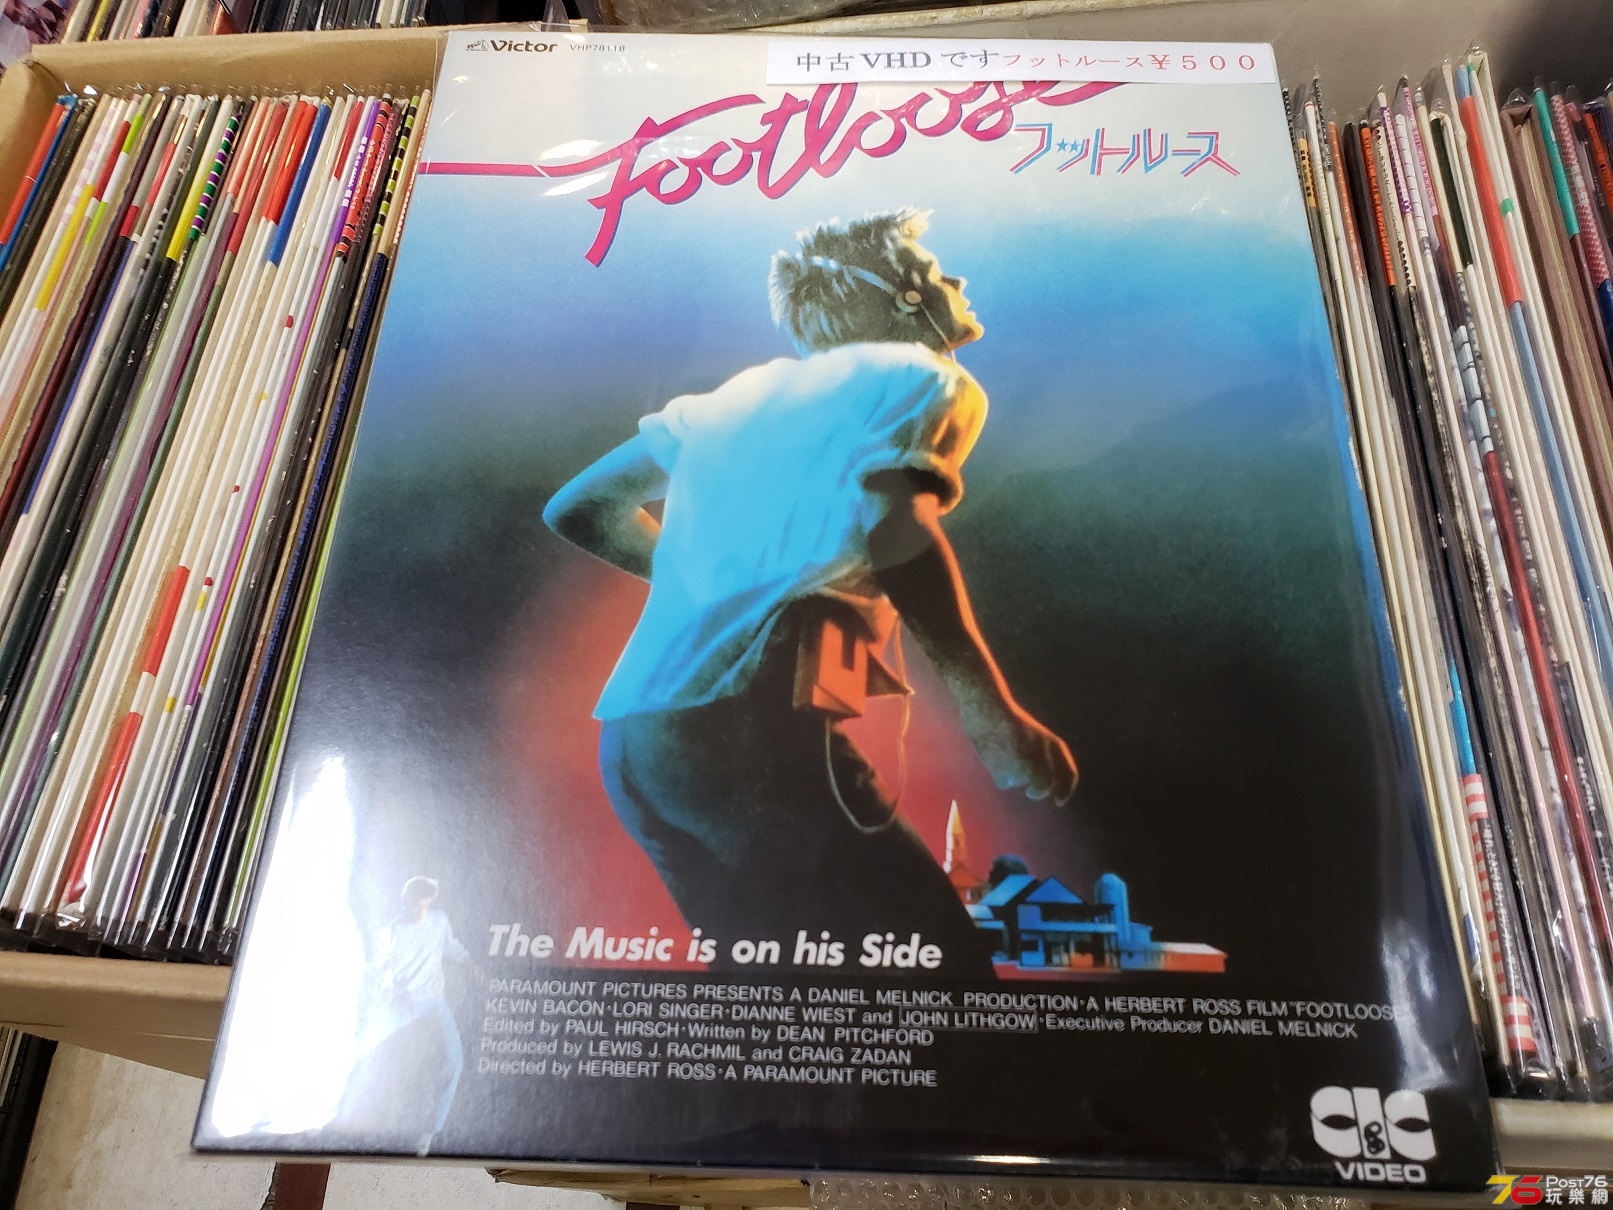 Victor VHP78118
中古VHDですフットルース¥500
Footloose
フットルース
The Music is on his Side
PARAMOUNT PICTURES PRESENTS A DANIEL MELNICK PRODUCTION·A HERBERT ROSS FILM"FOOTLOOSE
KEVIN BACON·LORI SINGER·DIANNE WIEST and JOHN LITHGOW·Executive Producer DANIEL MELNICK
Edited by PAUL HIRSCH·Written by DEAN PITCHFORD
Produced by LEWIS J. RACHMIL and CRAIG ZADAN
Directed by HERBERT ROSS·A PARAMOUNT PICTURE
CIC
VIDEO
76 Post76
玩樂網